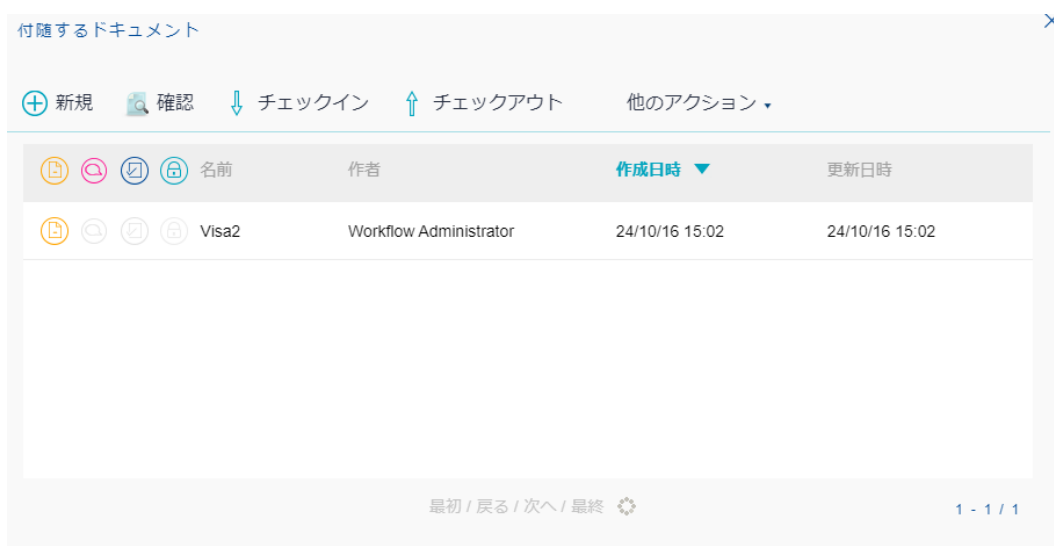 付随するドキュメント
新規 確認 チェックイン チェックアウト 他のアクション
名前 作者 作成日時 更新日時
Visa2 Workflow Administrator 24/10/16 15:02 24/10/16 15:02
最初 / 戻る / 次へ / 最終
1 - 1 / 1